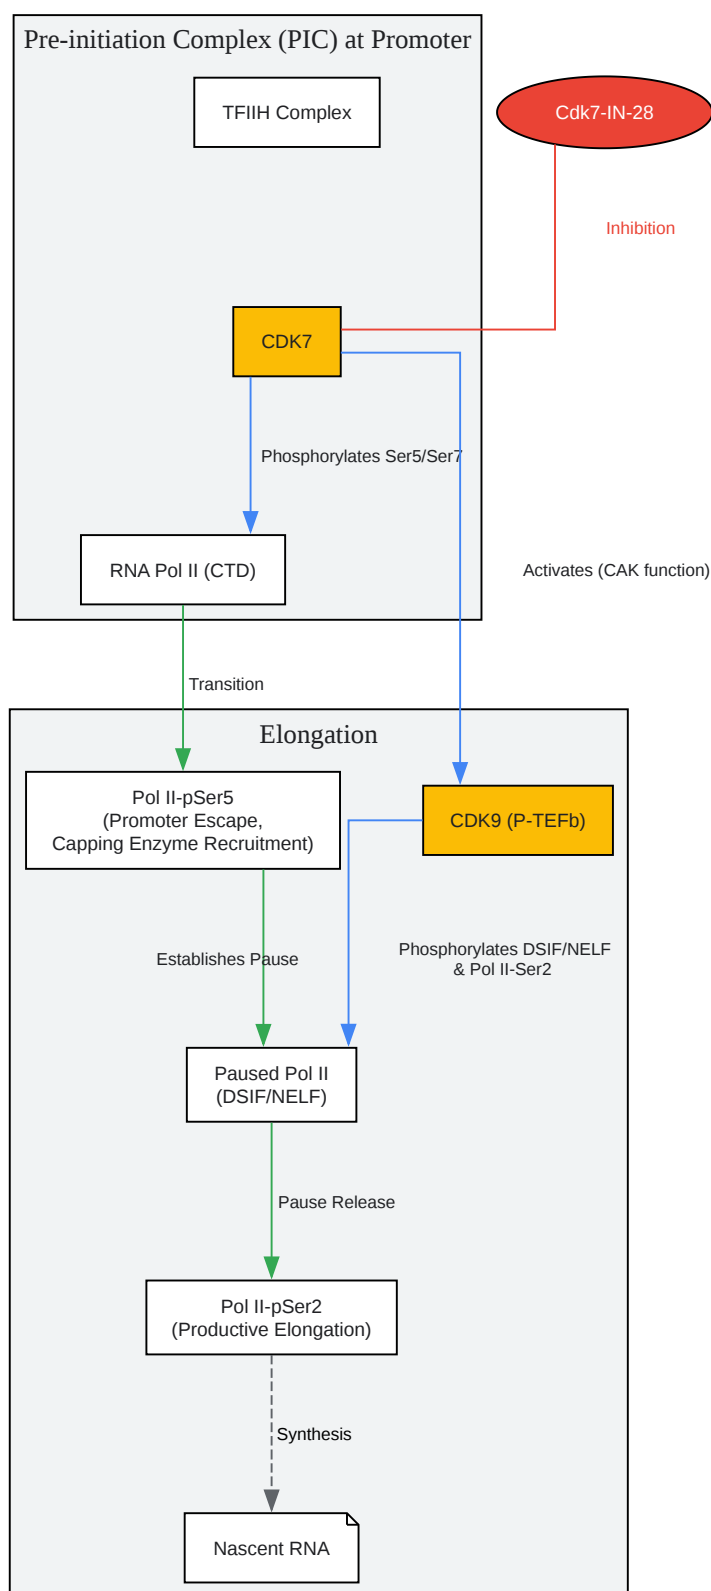 Pre-initiation Complex (PIC) at Promoter
TFIIH Complex
Cdk7-IN-28
Inhibition
CDK7
Phosphorylates Ser5/Ser7
RNA Pol II (CTD)
Activates (CAK function)
Transition
Elongation
Pol II-pSer5
(Promoter Escape,
Capping Enzyme Recruitment)
CDK9 (P-TEFb)
Establishes Pause
Phosphorylates DSIF/NELF
& Pol II-Ser2
Paused Pol II
(DSIF/NELF)
Pause Release
Pol II-pSer2
(Productive Elongation)
Synthesis
Nascent RNA